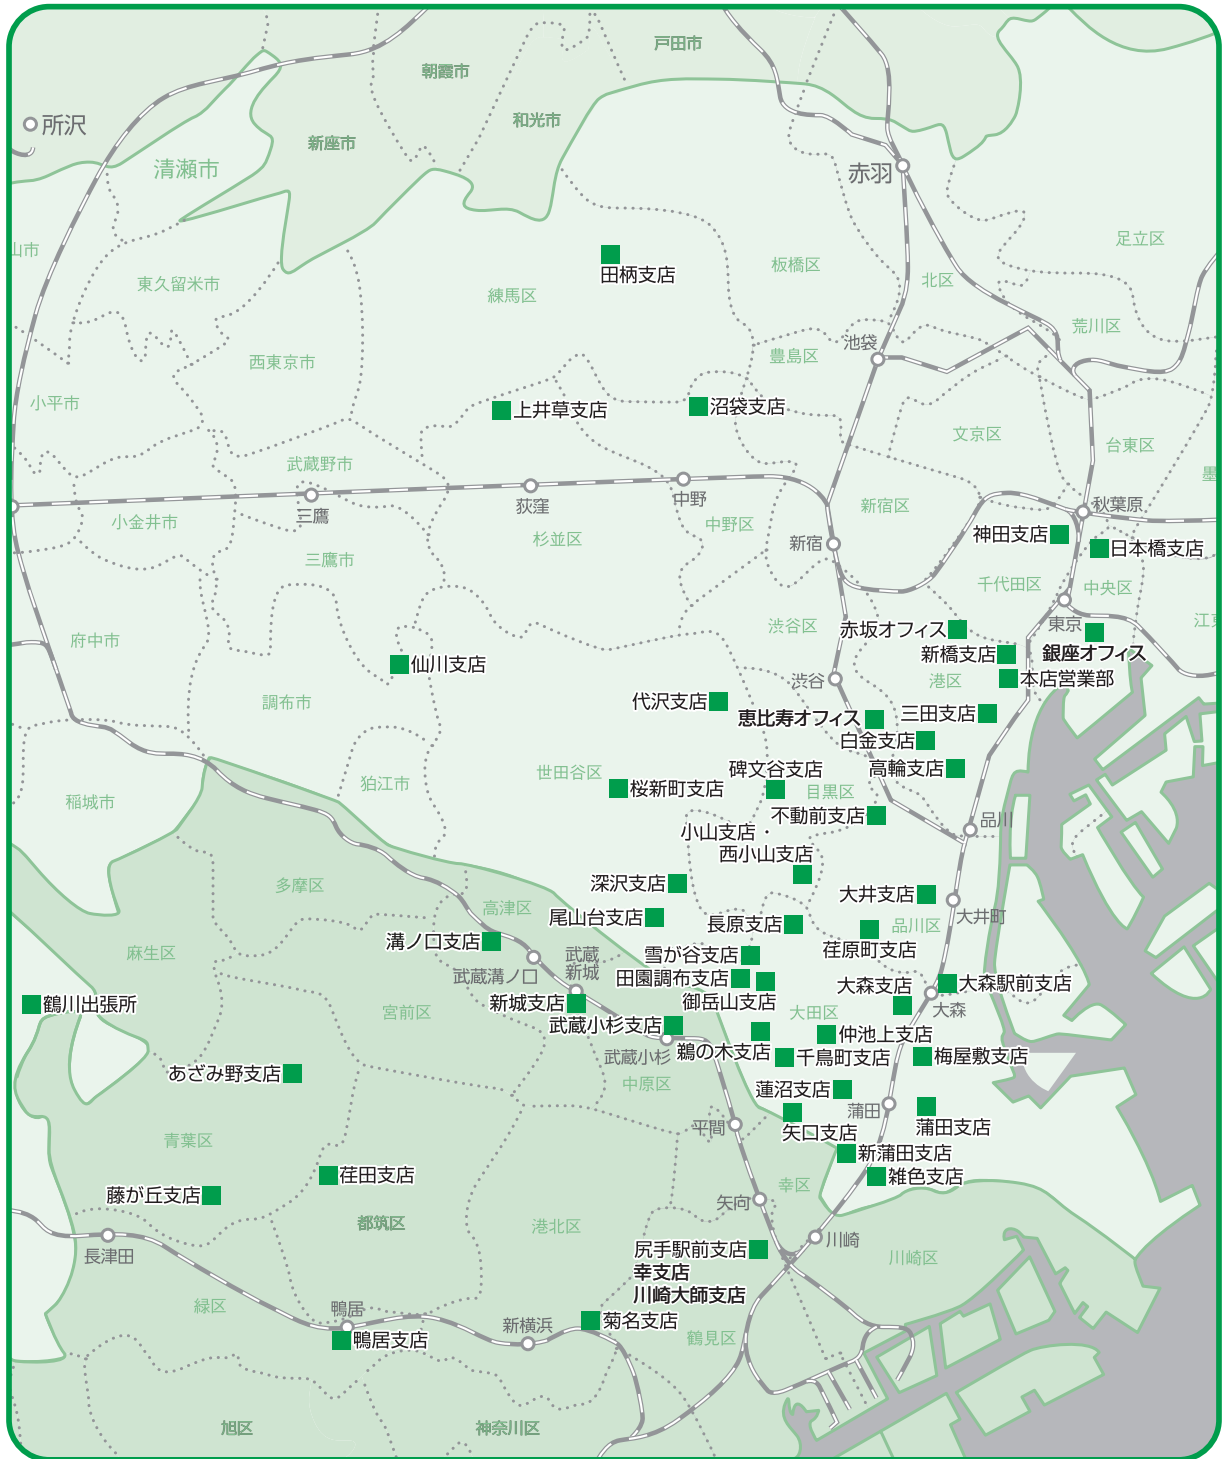 戸田市
朝霞市
和光市
所沢
新座市
清瀬市
赤羽
山市
足立区
田柄支店
板橋区
東久留米市
北区
練馬区
荒川区
池袋
豊島区
西東京市
小平市
上井草支店
沼袋支店
文京区
台東区
武蔵野市
墨
三鷹
荻窪
中野
新宿区
秋葉原
小金井市
中野区
杉並区
新宿
神田支店
日本橋支店
三鷹市
千代田区
中央区
府中市
渋谷区
赤坂オフィス
東京
江東
仙川支店
新橋支店
銀座オフィス
調布市
渋谷
港区
本店営業部
代沢支店
恵比寿オフィス
三田支店
白金支店
世田谷区
碑文谷支店
高輪支店
狛江市
桜新町支店
目黒区
稲城市
不動前支店
品川
小山支店・
西小山支店
多摩区
深沢支店
大井支店
高津区
尾山台支店
長原支店
品川区
大井町
溝ノ口支店
荏原町支店
麻生区
武蔵
新城
雪が谷支店
武蔵溝ノ口
田園調布支店
大森支店
大森駅前支店
鶴川出張所
新城支店
御岳山支店
大森
宮前区
大田区
武蔵小杉支店
仲池上支店
武蔵小杉
鵜の木支店
千鳥町支店
梅屋敷支店
あざみ野支店
中原区
蓮沼支店
蒲田
平間
矢口支店
蒲田支店
青葉区
新蒲田支店
荏田支店
雑色支店
藤が丘支店
幸区
矢向
都筑区
港北区
川崎
長津田
尻手駅前支店
川崎区
幸支店
川崎大師支店
緑区
鴨居
新横浜
菊名支店
鴨居支店
鶴見区
旭区
神奈川区